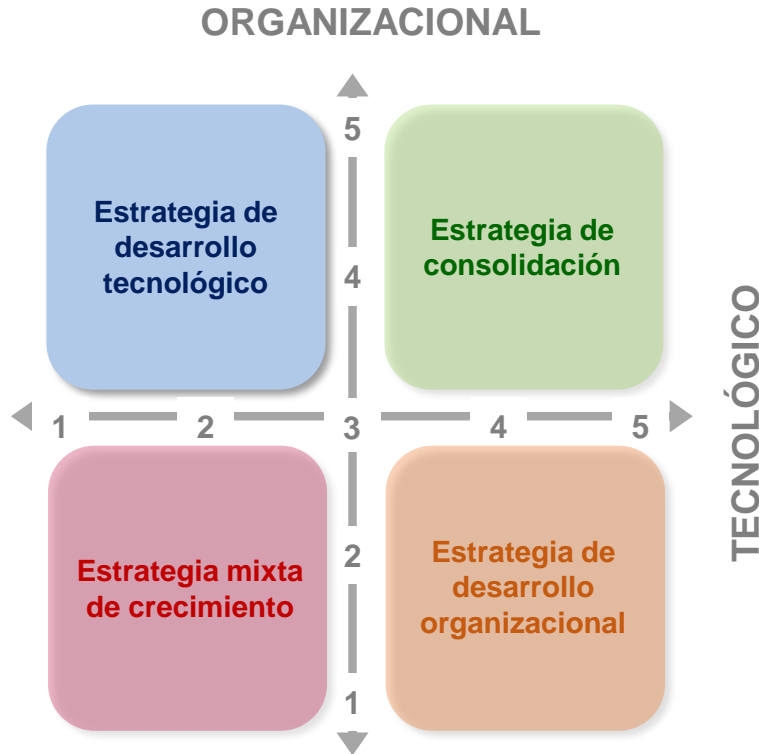 ORGANIZACIONAL
5
Estrategia de
desarrollo
tecnológico
Estrategia de
consolidación
4
TECNOLÓGICO
1 2 3 4 5
Estrategia mixta
de crecimiento
2
Estrategia de
desarrollo
organizacional
1